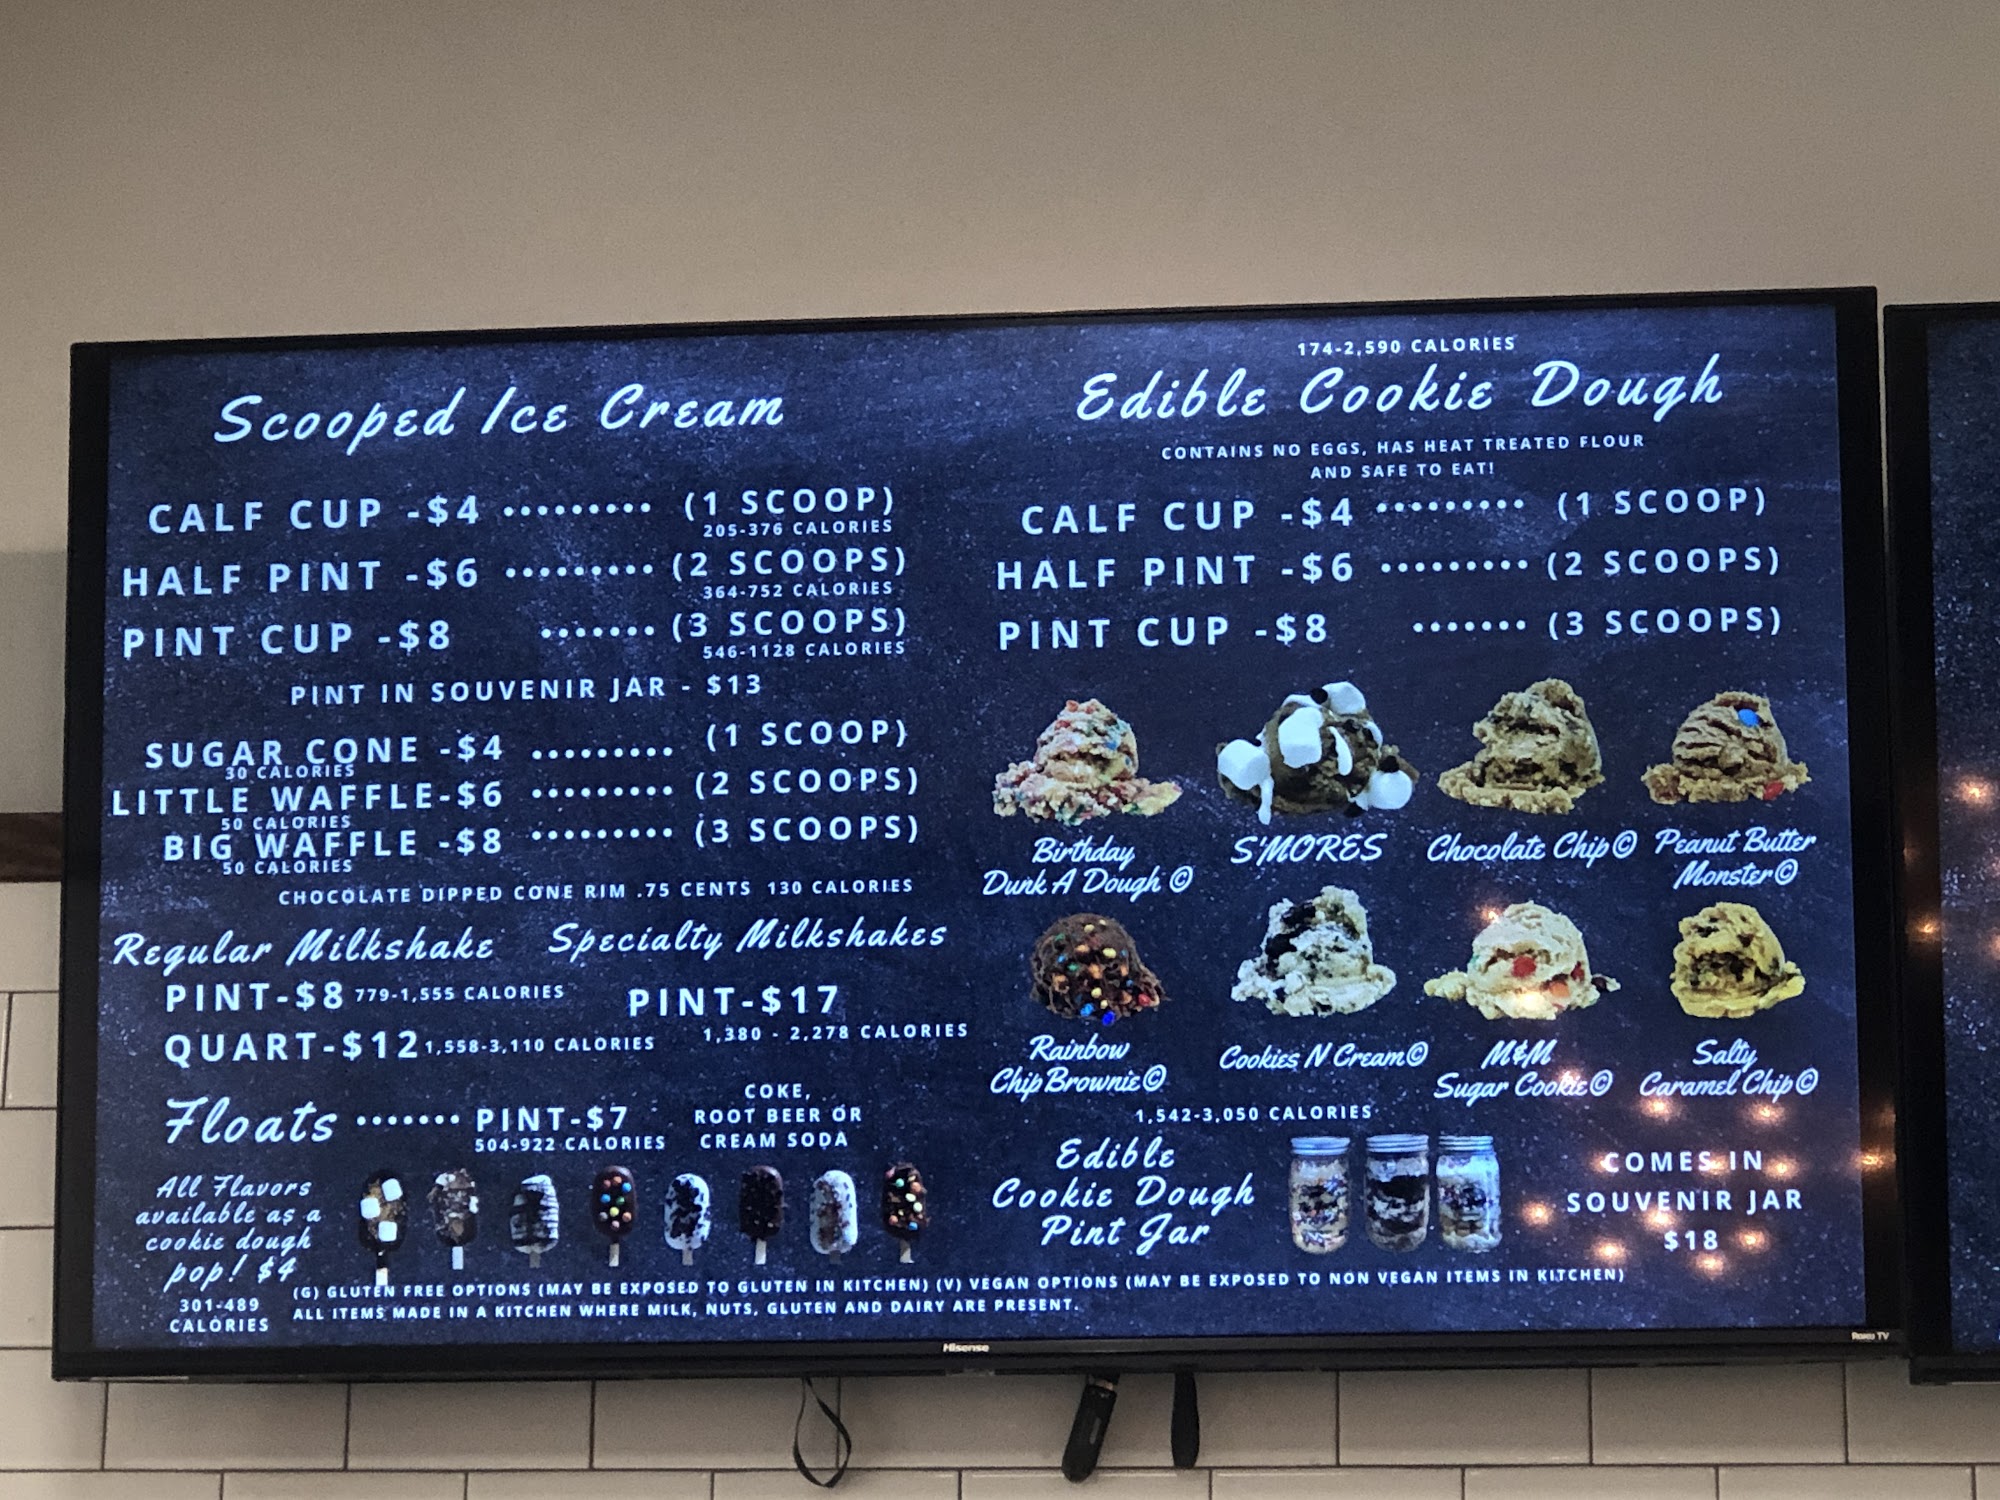 Scooped Ice Cream
CALF CUP -$4 ········· (1 SCOOP)
205-376 CALORIES
HALF PINT -$6 ········· (2 SCOOPS)
364-752 CALORIES
PINT CUP -$8 ······· (3 SCOOPS)
546-1128 CALORIES
PINT IN SOUVENIR JAR - $13
SUGAR CONE -$4 ········· (1 SCOOP)
30 CALORIES
LITTLE WAFFLE-$6 ········· (2 SCOOPS)
50 CALORIES
BIG WAFFLE -$8 ········· (3 SCOOPS)
50 CALORIES
CHOCOLATE DIPPED CONE RIM .75 CENTS 130 CALORIES
Regular Milkshake
PINT-$8 779-1,555 CALORIES
QUART-$12 1,558-3,110 CALORIES
Specialty Milkshakes
PINT-$17
1,380 - 2,278 CALORIES
Floats ······· PINT-$7
504-922 CALORIES
COKE,
ROOT BEER OR
CREAM SODA
All Flavors
available as a
cookie dough
pop! $4
301-489
CALORIES
174-2,590 CALORIES
Edible Cookie Dough
CONTAINS NO EGGS, HAS HEAT TREATED FLOUR
AND SAFE TO EAT!
CALF CUP -$4 ········· (1 SCOOP)
HALF PINT -$6 ········· (2 SCOOPS)
PINT CUP -$8 ······· (3 SCOOPS)
Birthday
Dunk A Dough ©
S'MORES
Chocolate Chip ©
Peanut Butter
Monster ©
Rainbow
Chip Brownie ©
Cookies N Cream ©
M&M
Sugar Cookie ©
Salty
Caramel Chip ©
1,542-3,050 CALORIES
Edible
Cookie Dough
Pint Jar
COMES IN
SOUVENIR JAR
$18
(G) GLUTEN FREE OPTIONS (MAY BE EXPOSED TO GLUTEN IN KITCHEN) (V) VEGAN OPTIONS (MAY BE EXPOSED TO NON VEGAN ITEMS IN KITCHEN)
ALL ITEMS MADE IN A KITCHEN WHERE MILK, NUTS, GLUTEN AND DAIRY ARE PRESENT.
Hisense
Roku TV